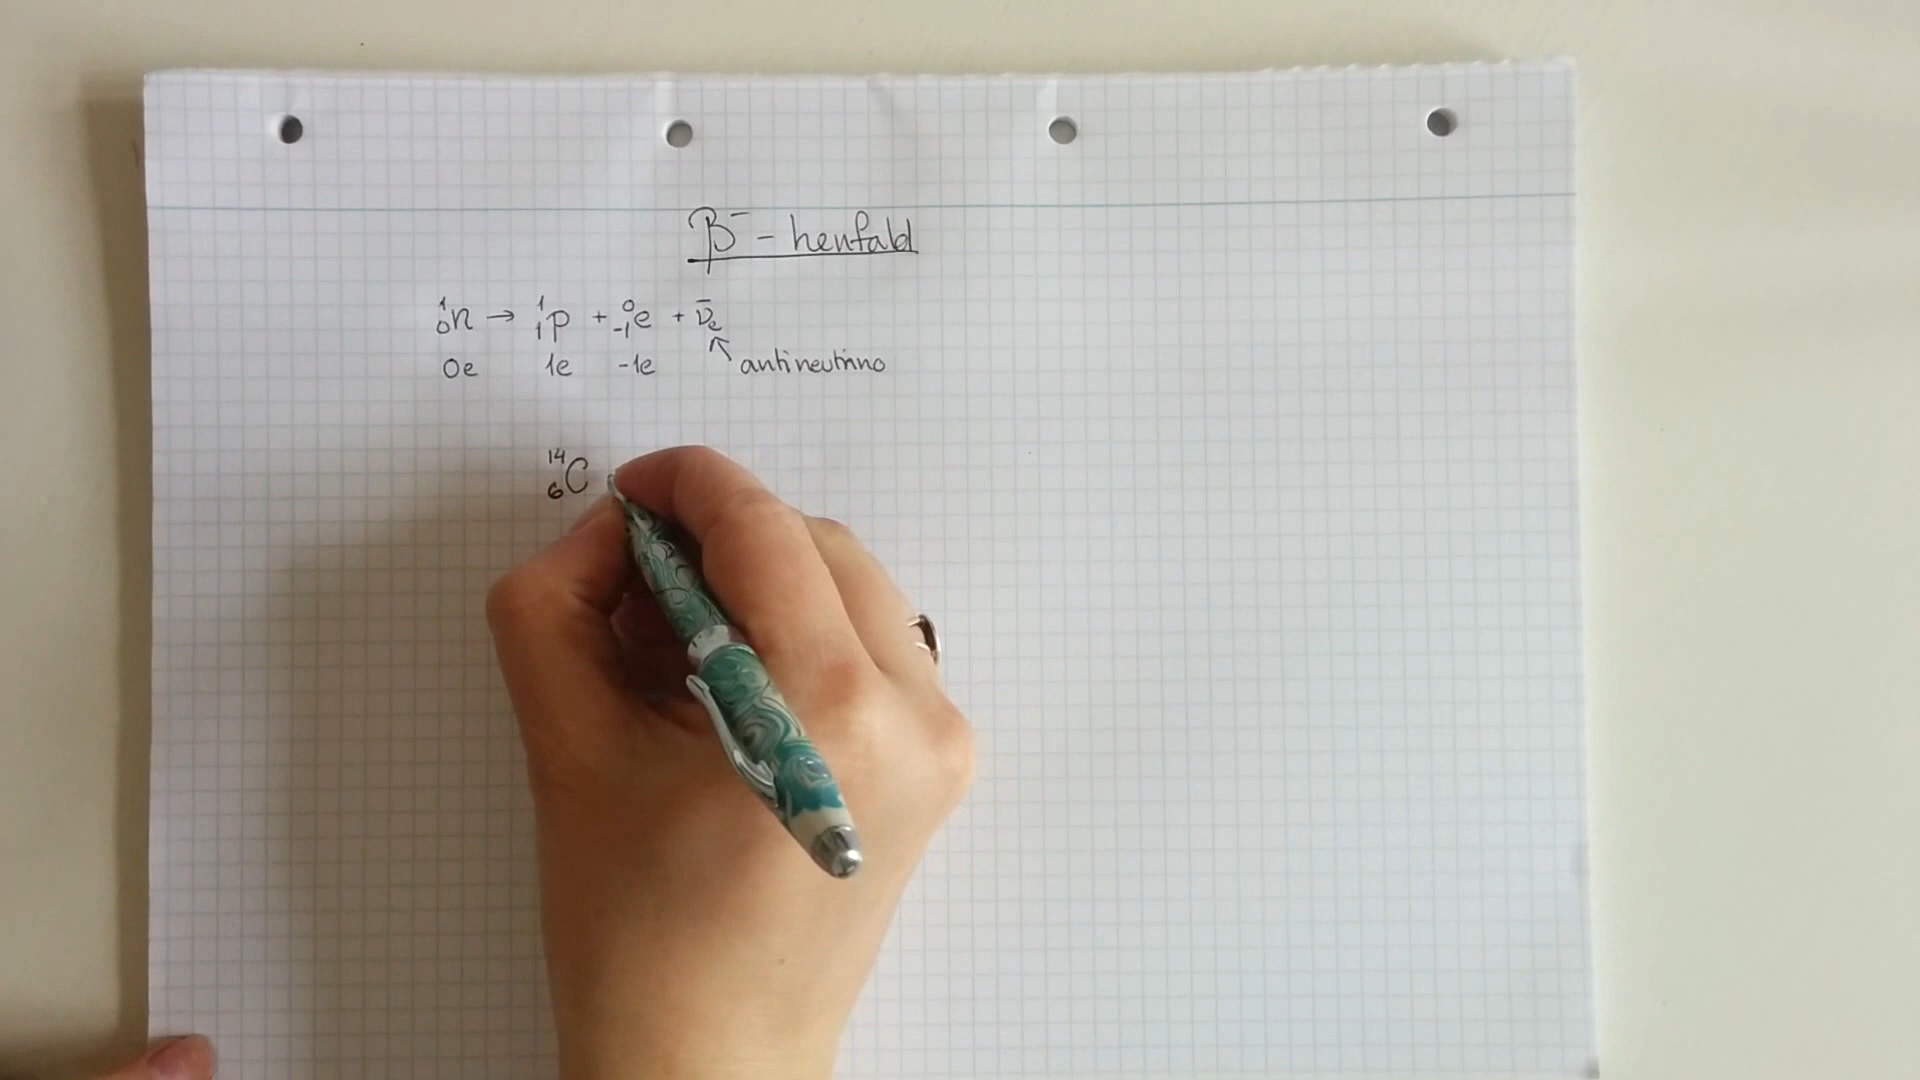 β⁻ - henfald
¹₀n → ¹₁p + ⁰₋₁e + ν̄ₑ
0e 1e -1e antineutrino
¹⁴₆C